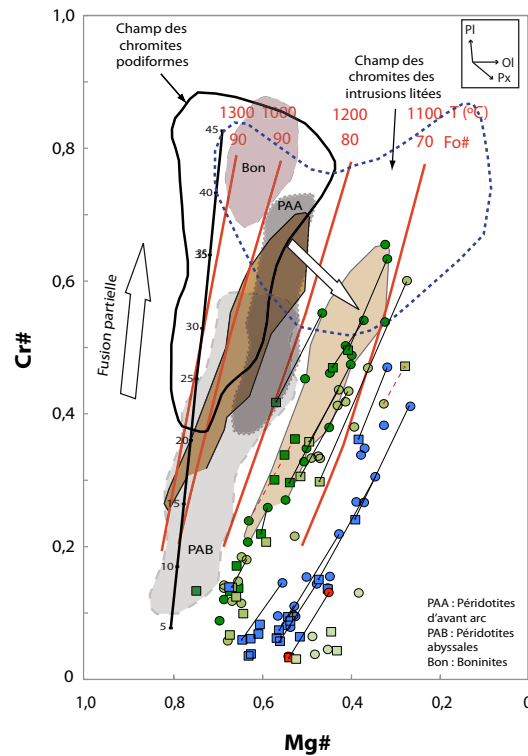 1,0
0,8
0,6
0,4
0,2
0
Cr#
Champ des
chromites
podiformes
Champ des
chromites des
intrusions litées
Pl
Ol
Px
1300 1000 1200 1100 T (ºC)
90 90 80 70 Fo#
45
40
35
30
25
20
15
10
5
Bon
PAA
PAB
Fusion partielle
PAA : Péridotites
d'avant arc
PAB : Péridotites
abyssales
Bon : Boninites
1,0 0,8 0,6 0,4 0,2 0
Mg#